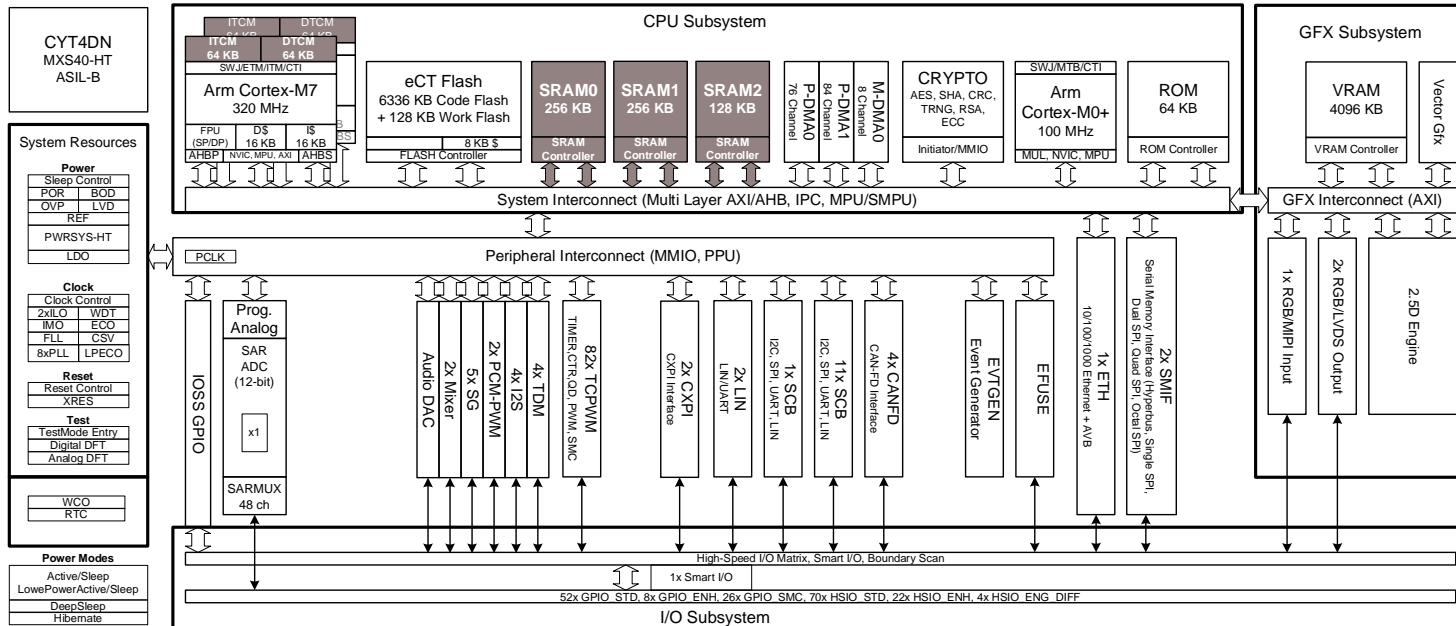 CYT4DN
MXS40-HT
ASIL-B
System Resources
Power
Sleep Control
POR BOD
OVP LVD
REF
PWRSYS-HT
LDO
Clock
Clock Control
2xILO WDT
IMO ECO
FLL CSV
8xPLL LPECO
Reset
Reset Control
XRES
Test
TestMode Entry
Digital DFT
Analog DFT
WCO
RTC
Power Modes
Active/Sleep
LowePowerActive/Sleep
DeepSleep
Hibernate
CPU Subsystem
ITCM
64 KB
DTCM
64 KB
ITCM
64 KB
DTCM
64 KB
SWJ/ETM/ITM/CTI
Arm Cortex-M7
320 MHz
FPU
(SP/DP)
D$
16 KB
I$
16 KB
AHBP
NVIC, MPU, AXI
AHBS
eCT Flash
6336 KB Code Flash
+ 128 KB Work Flash
8 KB $
FLASH Controller
SRAM0
256 KB
SRAM
Controller
SRAM1
256 KB
SRAM
Controller
SRAM2
128 KB
SRAM
Controller
P-DMA0
76 Channel
P-DMA1
84 Channel
M-DMA0
8 Channel
CRYPTO
AES, SHA, CRC,
TRNG, RSA,
ECC
Initiator/MMIO
SWJ/MTB/CTI
Arm
Cortex-M0+
100 MHz
MUL, NVIC, MPU
ROM
64 KB
ROM Controller
System Interconnect (Multi Layer AXI/AHB, IPC, MPU/SMPU)
GFX Subsystem
VRAM
4096 KB
VRAM Controller
Vector Gfx
GFX Interconnect (AXI)
1x RGB/MIPI Input
2x RGB/LVDS Output
2.5D Engine
PCLK
Peripheral Interconnect (MMIO, PPU)
IOSS GPIO
Prog.
Analog
SAR
ADC
(12-bit)
x1
SARMUX
48 ch
Audio DAC
2x Mixer
5x SG
2x PCM-PWM
4x I2S
4x TDM
82x TCPWM
TIMER,CTR,QD, PWM, SMC
2x CXPI
CXPI Interface
2x LIN
LIN/UART
1x SCB
I2C, SPI, UART, LIN
11x SCB
I2C, SPI, UART, LIN
4x CANFD
CAN-FD Interface
EVTGEN
Event Generator
EFUSE
1x ETH
10/100/1000 Ethernet + AVB
2x SMIF
Serial Memory Interface (Hyperbus, Single SPI,
Dual SPI, Quad SPI, Octal SPI)
High-Speed I/O Matrix, Smart I/O, Boundary Scan
1x Smart I/O
52x GPIO_STD, 8x GPIO_ENH, 26x GPIO_SMC, 70x HSIO_STD, 22x HSIO_ENH, 4x HSIO_ENG_DIFF
I/O Subsystem